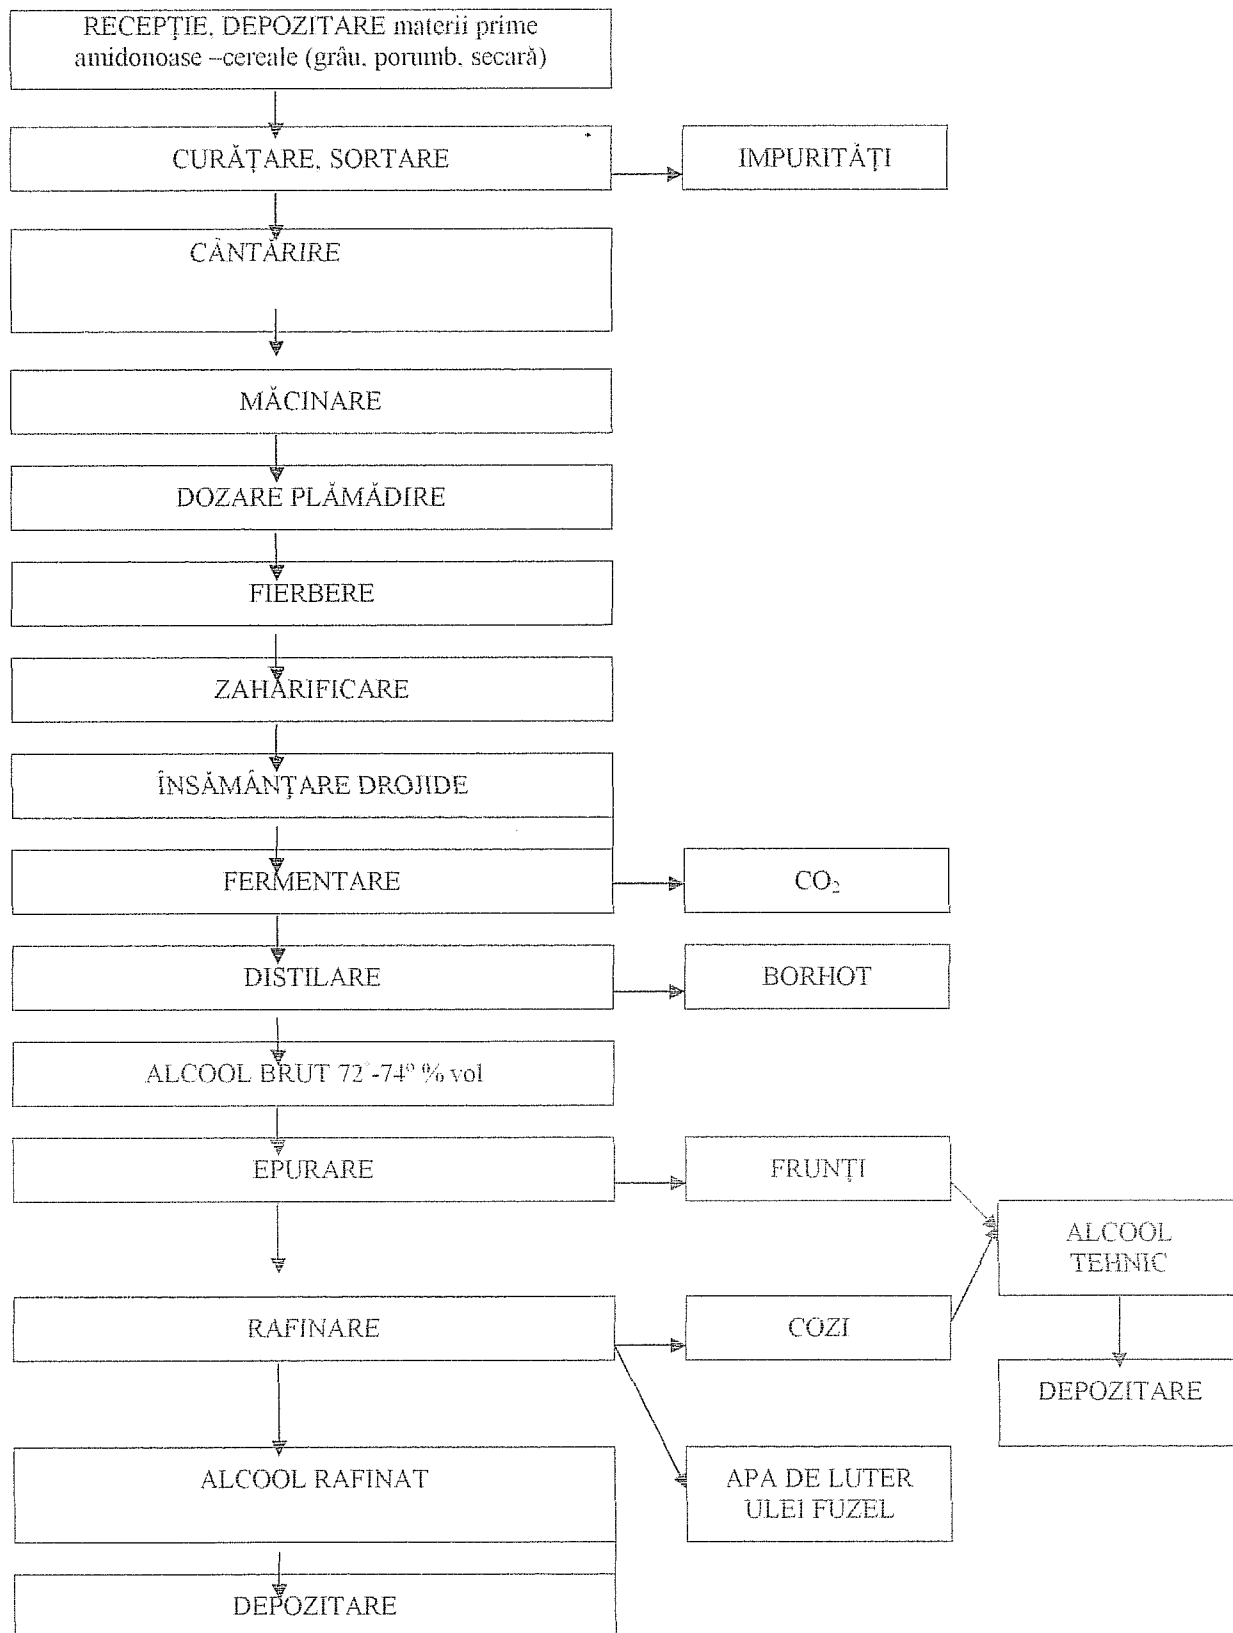 RECEPȚIE, DEPOZITARE materii prime
amidonoase –cereale (grâu, porumb, secară)
CURĂȚARE, SORTARE
IMPURITĂȚI
CÂNTĂRIRE
MĂCINARE
DOZARE PLĂMĂDIRE
FIERBERE
ZAHARIFICARE
ÎNSĂMÂNȚARE DROJIDE
FERMENTARE
CO₂
DISTILARE
BORHOT
ALCOOL BRUT 72°-74° % vol
EPURARE
FRUNȚI
ALCOOL
TEHNIC
RAFINARE
COZI
DEPOZITARE
ALCOOL RAFINAT
APA DE LUTER
ULEI FUZEL
DEPOZITARE